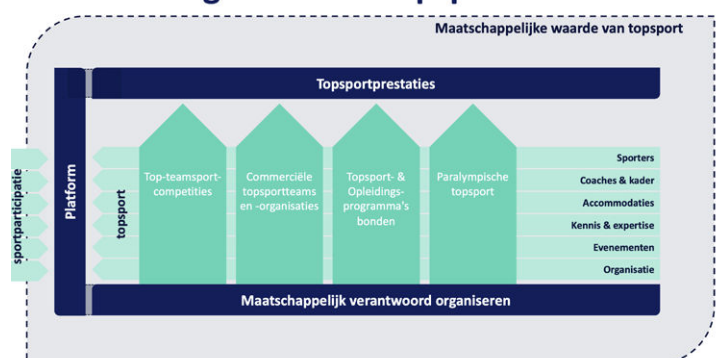 Maatschappelijke waarde van topsport
Topsportprestaties
sportparticipatie
Platform
topsport
Top-teamsport-
competities
Commerciële
topsportteams
en -organisaties
Topsport- &
Opleidings-
programma's
bonden
Paralympische
topsport
Sporters
Coaches & kader
Accommodaties
Kennis & expertise
Evenementen
Organisatie
Maatschappelijk verantwoord organiseren